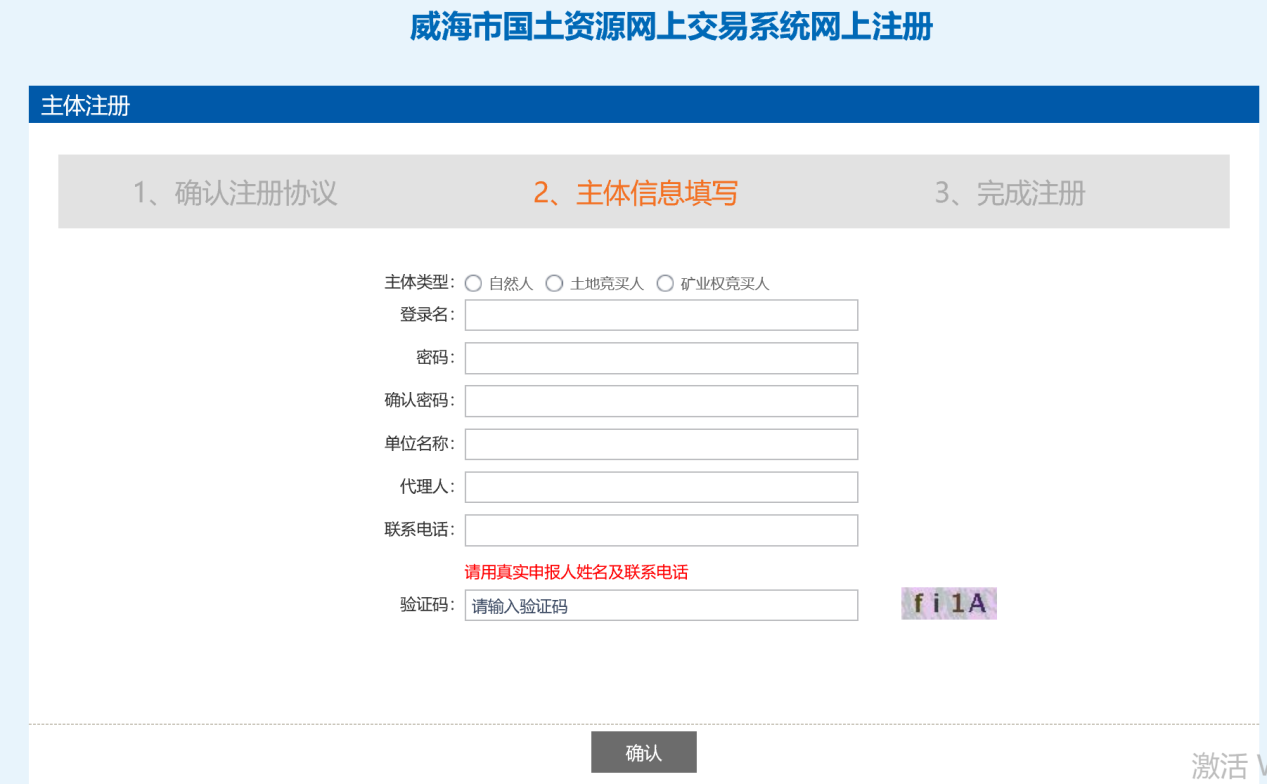 威海市国土资源网上交易系统网上注册
主体注册
1、确认注册协议 2、主体信息填写 3、完成注册
主体类型： 自然人 土地竞买人 矿业权竞买人
登录名：
密码：
确认密码：
单位名称：
代理人：
联系电话：
请用真实申报人姓名及联系电话
验证码： 请输入验证码 fi1A
确认
激活